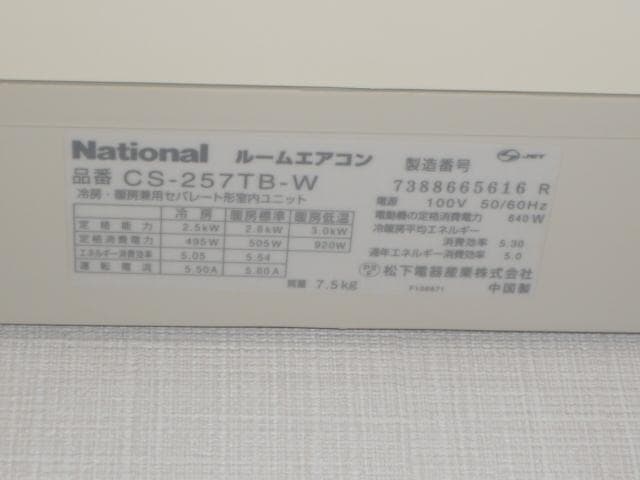 National ルームエアコン
品番 CS-257TB-W
冷房・暖房兼用セパレート形室内ユニット
冷房 暖房標準 暖房低温
定格能力 2.5kW 2.8kW 3.0kW
定格消費電力 495W 505W 920W
エネルギー消費効率 5.05 5.54
運転電流 5.50A 5.60A
質量 7.5kg
製造番号
7388665616 R
電源 100V 50/60Hz
電動機の定格消費電力 640W
冷暖房平均エネルギー
消費効率 5.30
通年エネルギー消費効率 5.0
松下電器産業株式会社
中国製